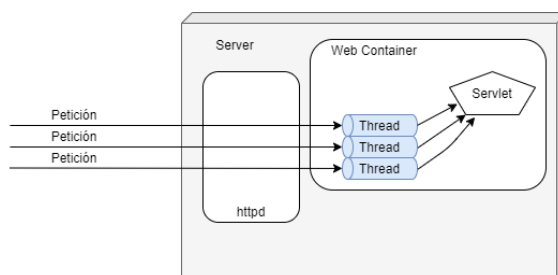 Server
Web Container
Servlet
Petición
Thread
Petición
Thread
Petición
Thread
httpd